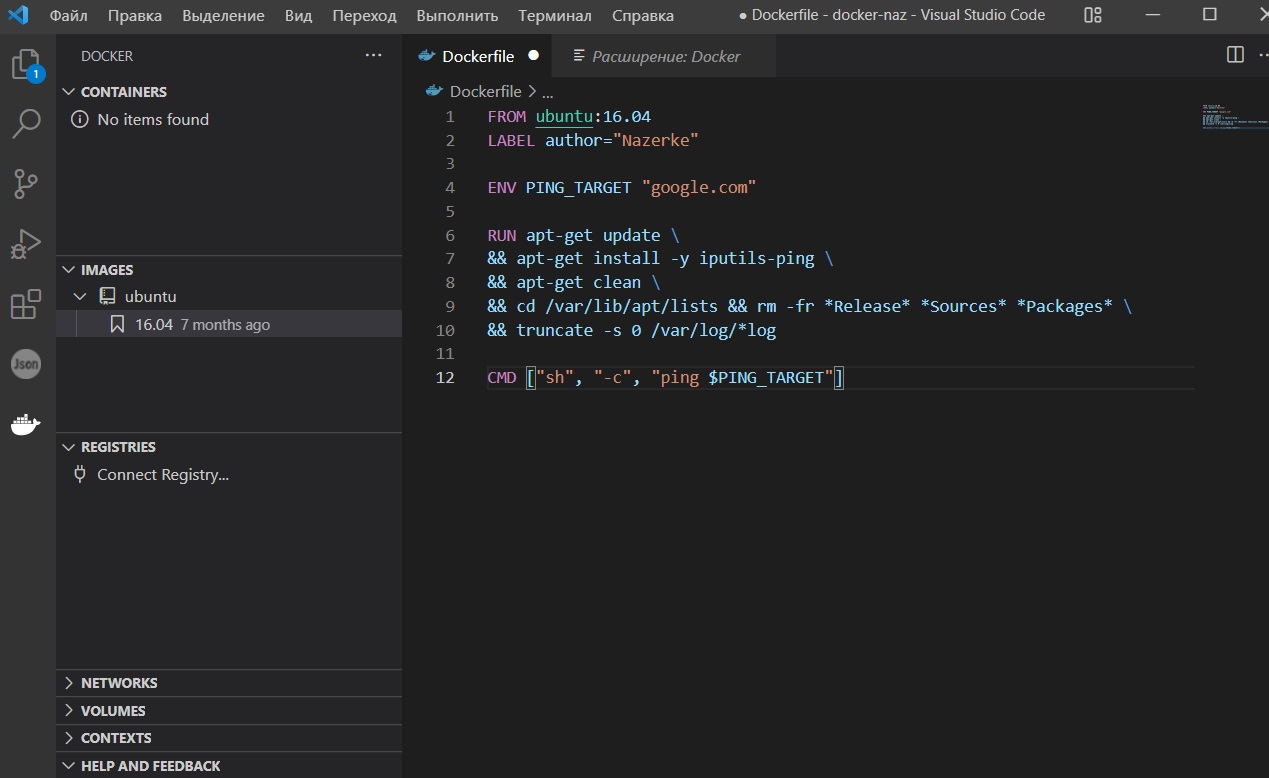 Файл Правка Выделение Вид Переход Выполнить Терминал Справка ● Dockerfile - docker-naz - Visual Studio Code
1
Json
DOCKER
CONTAINERS
No items found
IMAGES
ubuntu
16.04 7 months ago
REGISTRIES
Connect Registry...
NETWORKS
VOLUMES
CONTEXTS
HELP AND FEEDBACK
Dockerfile ● Расширение: Docker
Dockerfile > ...
1 FROM ubuntu:16.04
2 LABEL author="Nazerke"
3
4 ENV PING_TARGET "google.com"
5
6 RUN apt-get update \
7 && apt-get install -y iputils-ping \
8 && apt-get clean \
9 && cd /var/lib/apt/lists && rm -fr *Release* *Sources* *Packages* \
10 && truncate -s 0 /var/log/*log
11
12 CMD ["sh", "-c", "ping $PING_TARGET"]